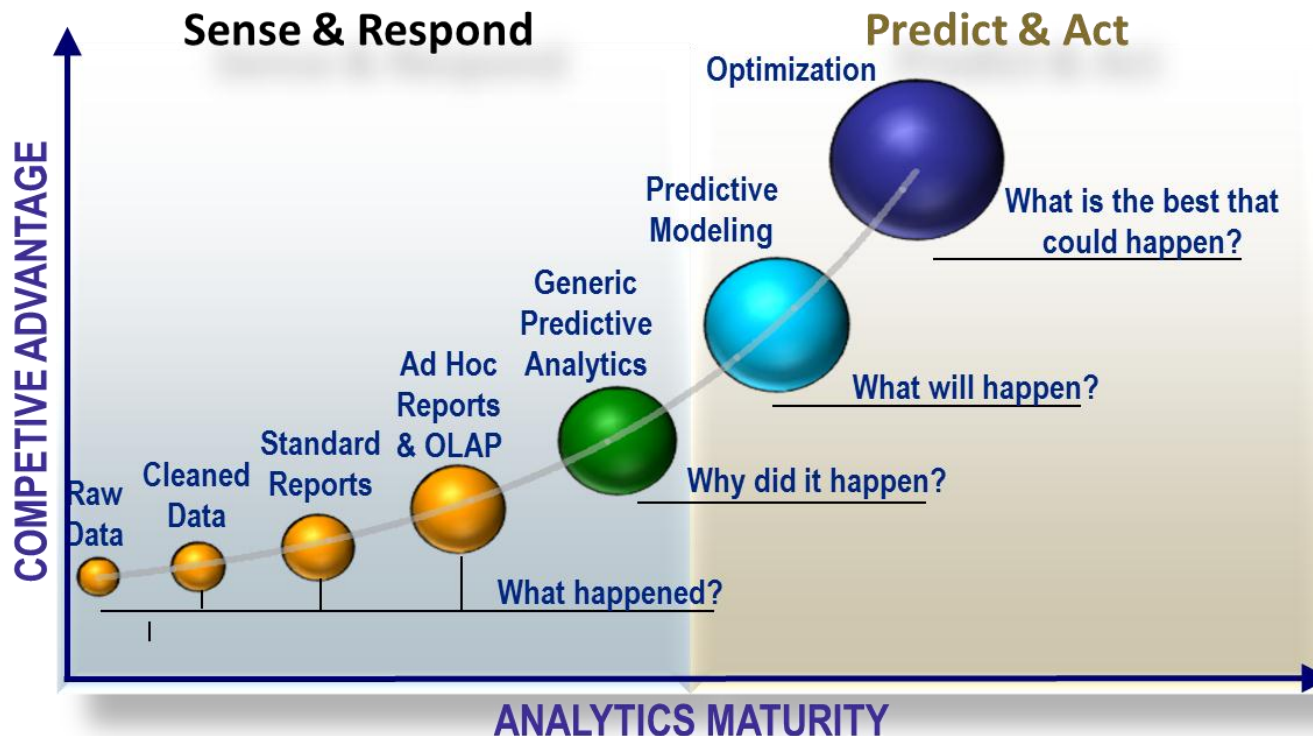 Sense & Respond
Predict & Act
Optimization
What is the best that
could happen?
Predictive
Modeling
What will happen?
Generic
Predictive
Analytics
Why did it happen?
Ad Hoc
Reports
& OLAP
Standard
Reports
Cleaned
Data
Raw
Data
What happened?
COMPETIVE ADVANTAGE
ANALYTICS MATURITY